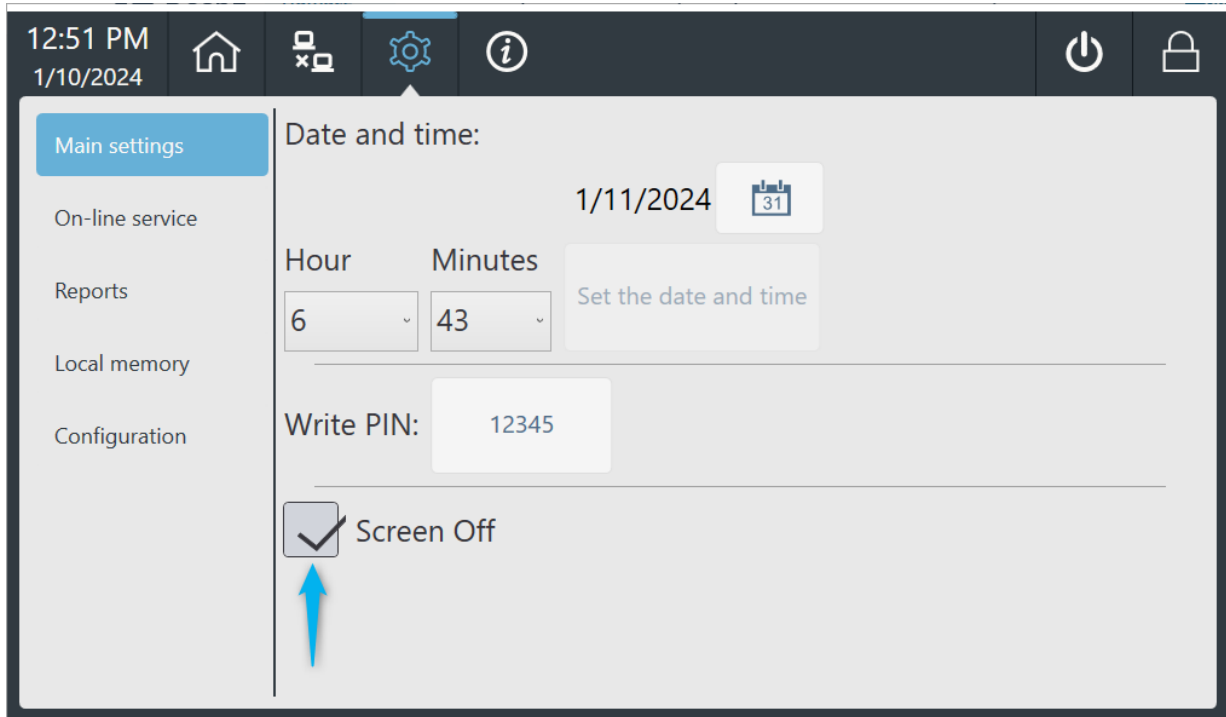 12:51 PM
1/10/2024
Main settings
On-line service
Reports
Local memory
Configuration
Date and time:
1/11/2024
31
Hour Minutes
6 43
Set the date and time
Write PIN: 12345
Screen Off